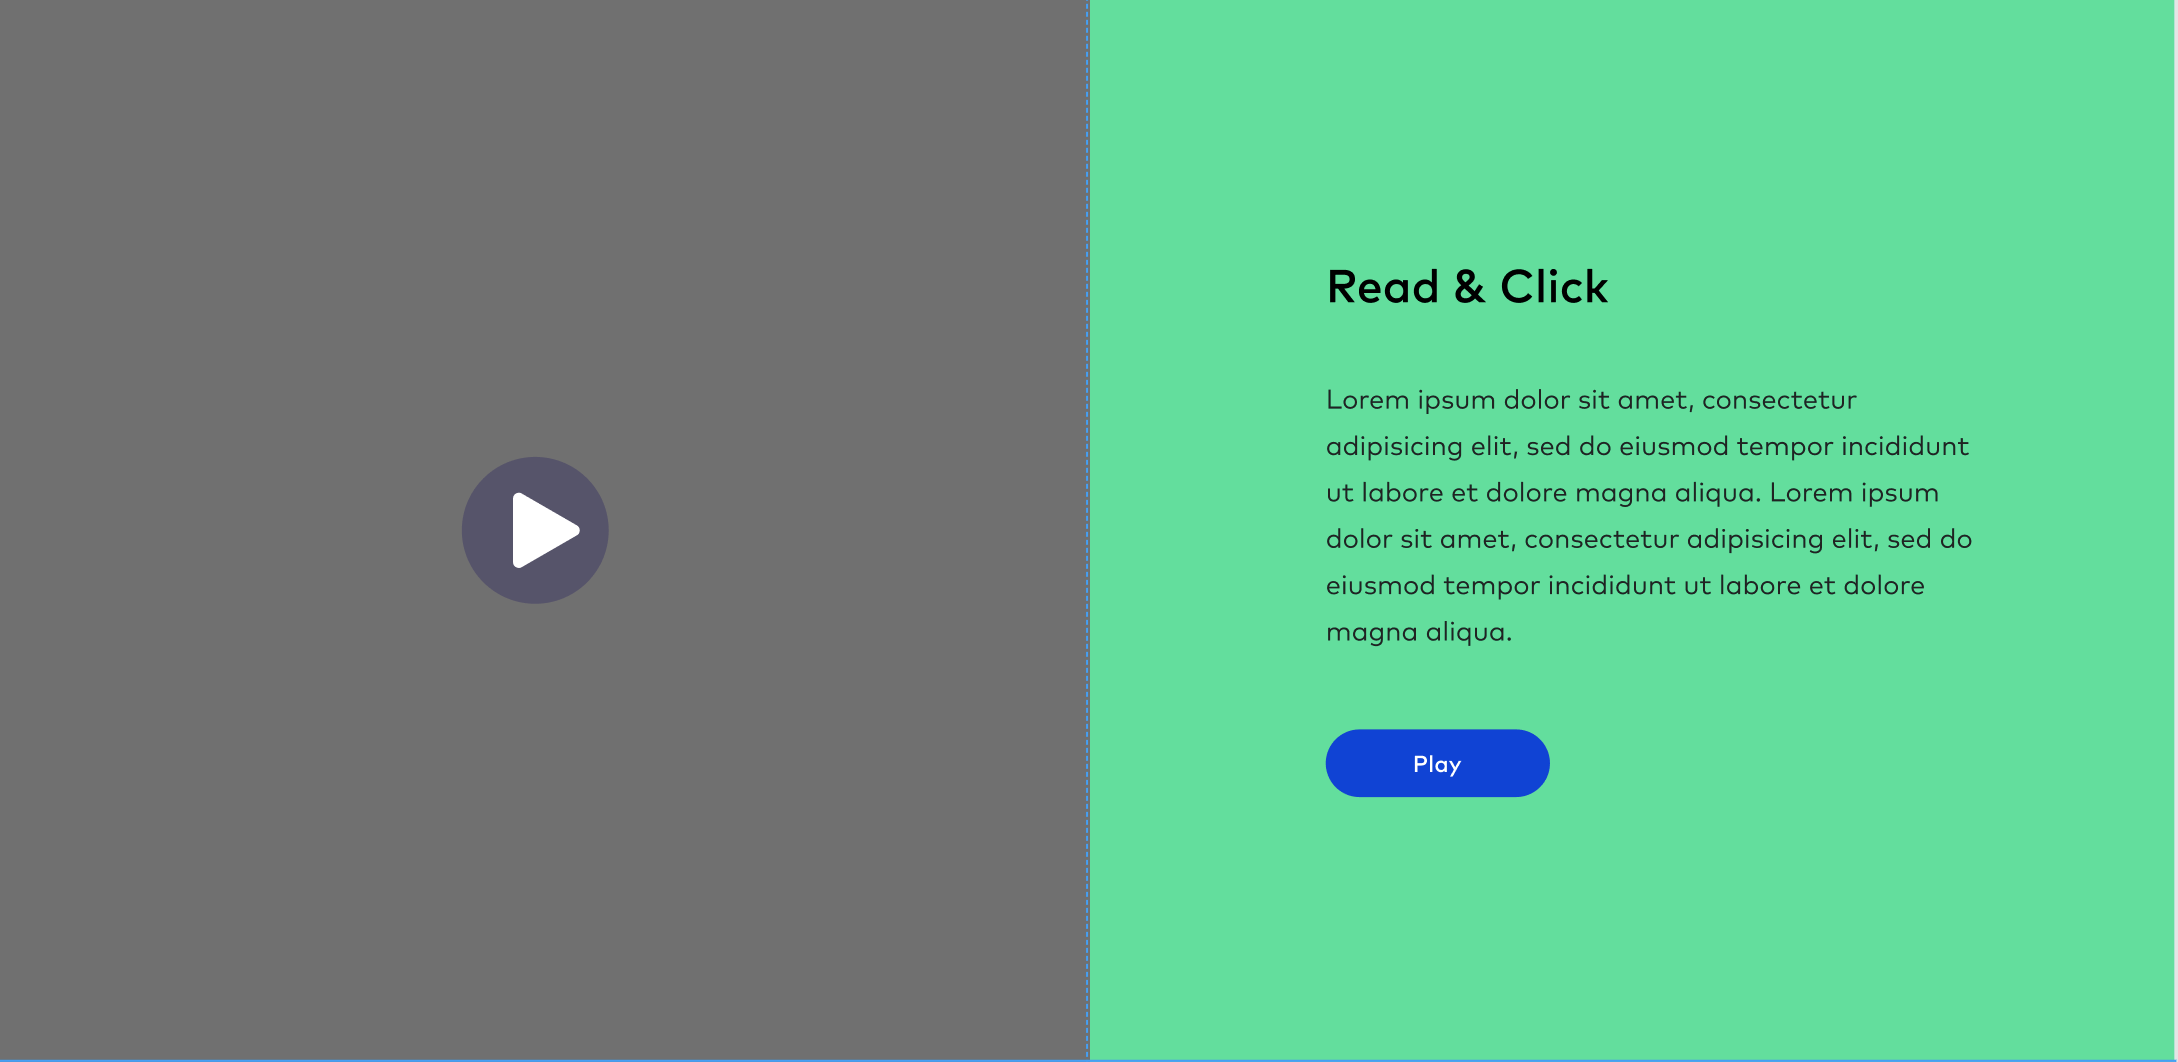 Read & Click
Lorem ipsum dolor sit amet, consectetur
adipisicing elit, sed do eiusmod tempor incididunt
ut labore et dolore magna aliqua. Lorem ipsum
dolor sit amet, consectetur adipisicing elit, sed do
eiusmod tempor incididunt ut labore et dolore
magna aliqua.
Play